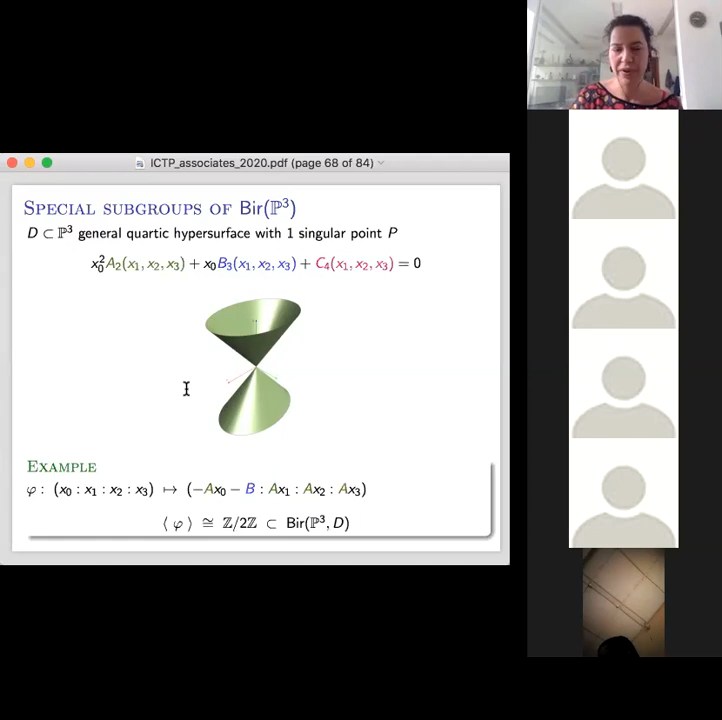 ICTP_associates_2020.pdf (page 68 of 84)
SPECIAL SUBGROUPS OF Bir(ℙ³)
D ⊂ ℙ³ general quartic hypersurface with 1 singular point P
x₀²A₂(x₁, x₂, x₃) + x₀B₃(x₁, x₂, x₃) + C₄(x₁, x₂, x₃) = 0
EXAMPLE
φ : (x₀ : x₁ : x₂ : x₃) ↦ (−Ax₀ − B : Ax₁ : Ax₂ : Ax₃)
⟨ φ ⟩ ≅ ℤ/2ℤ ⊂ Bir(ℙ³, D)